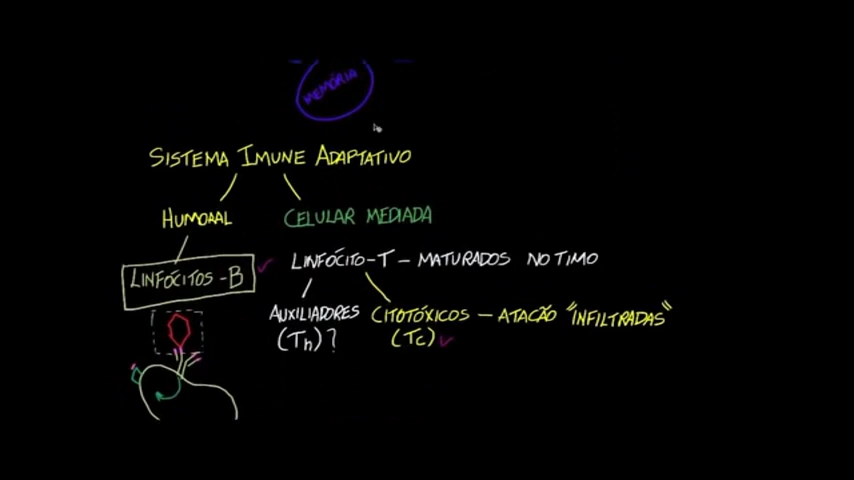 MEMÓRIA
SISTEMA IMUNE ADAPTATIVO
HUMORAL CELULAR MEDIADA
LINFÓCITOS-B LINFÓCITO-T - MATURADOS NO TIMO
AUXILIADORES CITOTÓXICOS - ATACÃO "INFILTRADAS"
(Th)? (Tc)